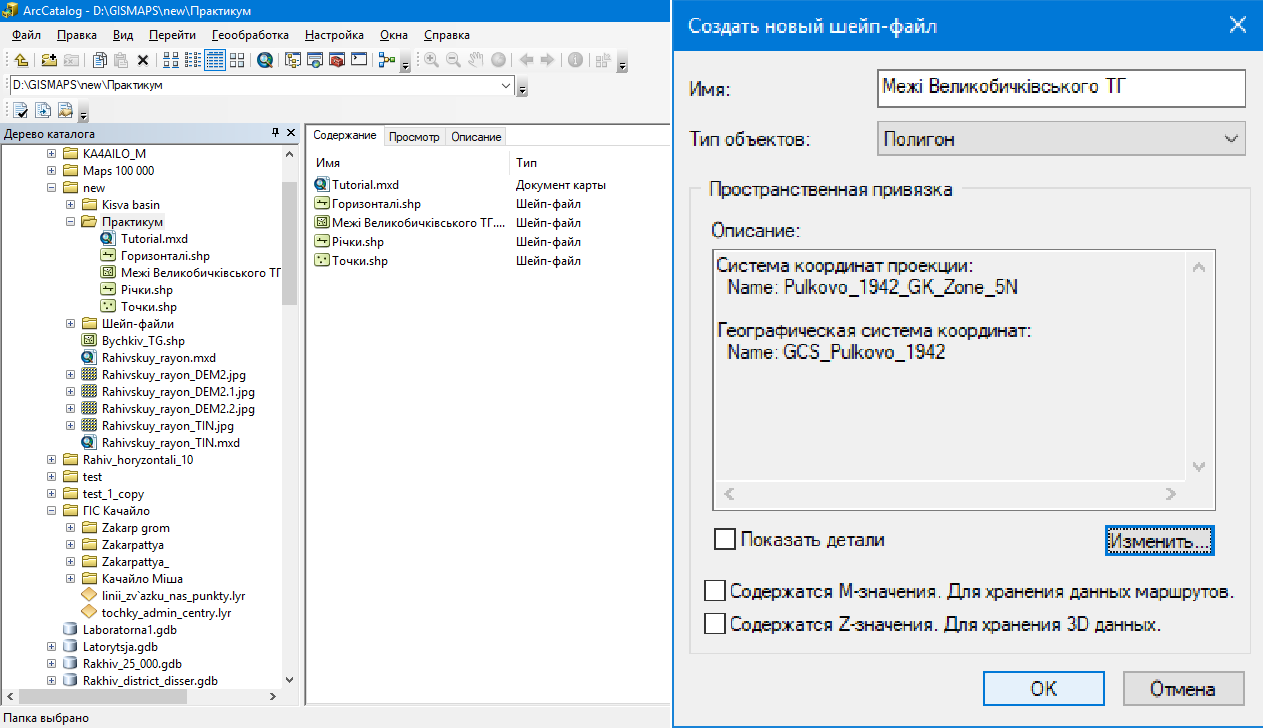 ArcCatalog - D:\GISMAPS\new\Практикум
Файл Правка Вид Перейти Геообработка Настройка Окна Справка
D:\GISMAPS\new\Практикум
Дерево каталога
KA4AILO_M
Maps 100 000
new
Kisva basin
Практикум
Tutorial.mxd
Горизонталі.shp
Межі Великобичківського ТГ
Річки.shp
Точки.shp
Шейп-файли
Bychkiv_TG.shp
Rahivskuy_rayon.mxd
Rahivskuy_rayon_DEM2.jpg
Rahivskuy_rayon_DEM2.1.jpg
Rahivskuy_rayon_DEM2.2.jpg
Rahivskuy_rayon_TIN.jpg
Rahivskuy_rayon_TIN.mxd
Rahiv_horyzontali_10
test
test_1_copy
ГІС Качайло
Zakarp grom
Zakarpattya
Zakarpattya_
Качайло Міша
linii_zv`azku_nas_punkty.lyr
tochky_admin_centry.lyr
Laboratorna1.gdb
Latorytsja.gdb
Rakhiv_25_000.gdb
Rakhiv_district_disser.gdb
Папка выбрано
Содержание Просмотр Описание
Имя Тип
Tutorial.mxd Документ карты
Горизонталі.shp Шейп-файл
Межі Великобичківського ТГ.... Шейп-файл
Річки.shp Шейп-файл
Точки.shp Шейп-файл
Создать новый шейп-файл
Имя: Межі Великобичківського ТГ
Тип объектов: Полигон
Пространственная привязка
Описание:
Система координат проекции:
Name: Pulkovo_1942_GK_Zone_5N
Географическая система координат:
Name: GCS_Pulkovo_1942
Показать детали
Изменить...
Содержатся M-значения. Для хранения данных маршрутов.
Содержатся Z-значения. Для хранения 3D данных.
OK Отмена